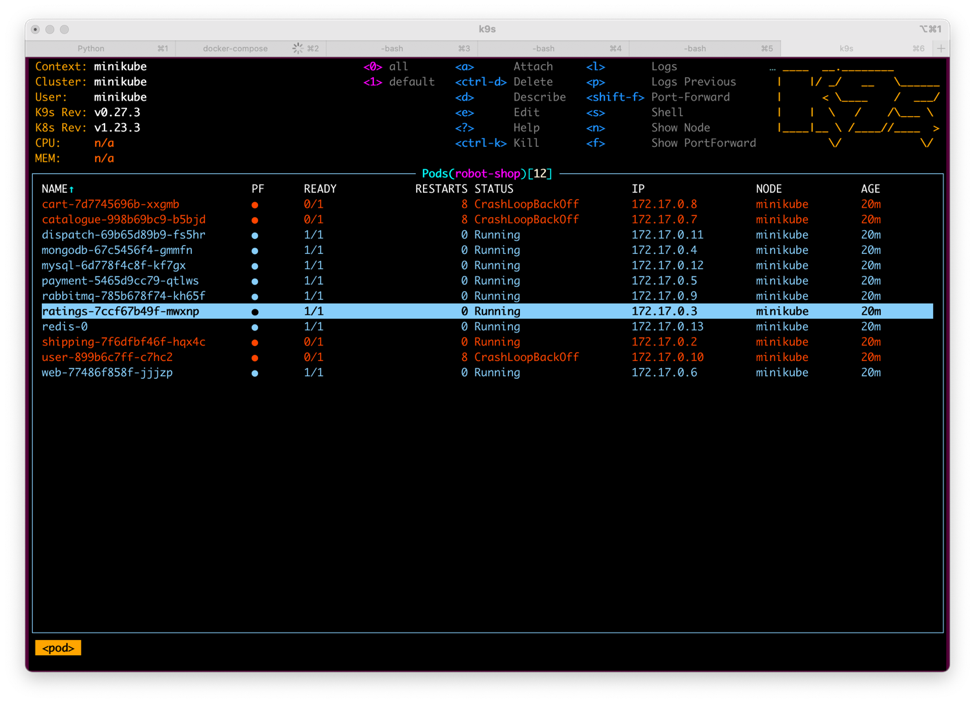 k9s
⌥⌘1
Python ⌘1 docker-compose ⌘2 -bash ⌘3 -bash ⌘4 -bash ⌘5 k9s ⌘6 +
Context: minikube <0> all <a> Attach <l> Logs …
Cluster: minikube <1> default <ctrl-d> Delete <p> Logs Previous
User: minikube <d> Describe <shift-f> Port-Forward
K9s Rev: v0.27.3 <e> Edit <s> Shell
K8s Rev: v1.23.3 <?> Help <n> Show Node
CPU: n/a <ctrl-k> Kill <f> Show PortForward
MEM: n/a
Pods(robot-shop)[12]
NAME↑ PF READY RESTARTS STATUS IP NODE AGE
cart-7d7745696b-xxgmb ● 0/1 8 CrashLoopBackOff 172.17.0.8 minikube 20m
catalogue-998b69bc9-b5bjd ● 0/1 8 CrashLoopBackOff 172.17.0.7 minikube 20m
dispatch-69b65d89b9-fs5hr ● 1/1 0 Running 172.17.0.11 minikube 20m
mongodb-67c5456f4-gmmfn ● 1/1 0 Running 172.17.0.4 minikube 20m
mysql-6d778f4c8f-kf7gx ● 1/1 0 Running 172.17.0.12 minikube 20m
payment-5465d9cc79-qtlws ● 1/1 0 Running 172.17.0.5 minikube 20m
rabbitmq-785b678f74-kh65f ● 1/1 0 Running 172.17.0.9 minikube 20m
ratings-7ccf67b49f-mwxnp ● 1/1 0 Running 172.17.0.3 minikube 20m
redis-0 ● 1/1 0 Running 172.17.0.13 minikube 20m
shipping-7f6dfbf46f-hqx4c ● 0/1 0 Running 172.17.0.2 minikube 20m
user-899b6c7ff-c7hc2 ● 0/1 8 CrashLoopBackOff 172.17.0.10 minikube 20m
web-77486f858f-jjjzp ● 1/1 0 Running 172.17.0.6 minikube 20m
<pod>